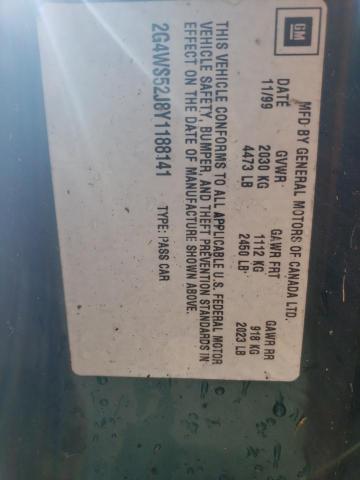 GM
MFD BY GENERAL MOTORS OF CANADA LTD.
DATE GVWR GAWR FRT GAWR RR
11/99 2030 KG 1112 KG 918 KG
4473 LB 2450 LB 2023 LB
THIS VEHICLE CONFORMS TO ALL APPLICABLE U.S. FEDERAL MOTOR
VEHICLE SAFETY, BUMPER, AND THEFT PREVENTION STANDARDS IN
EFFECT ON THE DATE OF MANUFACTURE SHOWN ABOVE.
2G4WS52J8Y1188141 TYPE: PASS CAR